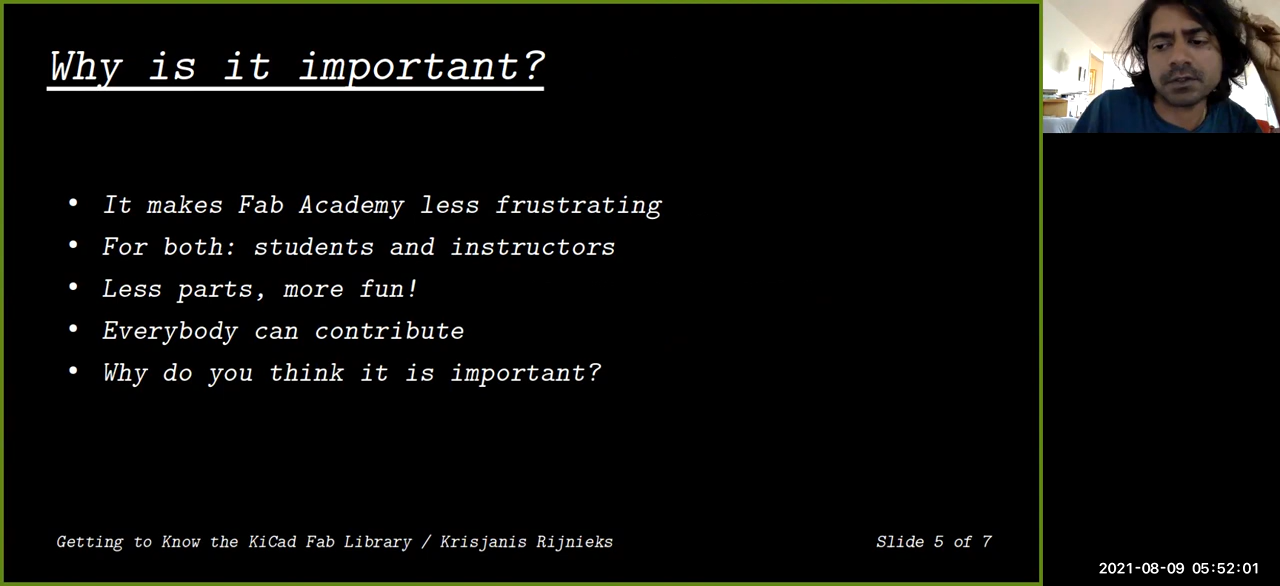 Why is it important?
• It makes Fab Academy less frustrating
• For both: students and instructors
• Less parts, more fun!
• Everybody can contribute
• Why do you think it is important?
Getting to Know the KiCad Fab Library / Krisjanis Rijnieks
Slide 5 of 7
2021-08-09 05:52:01